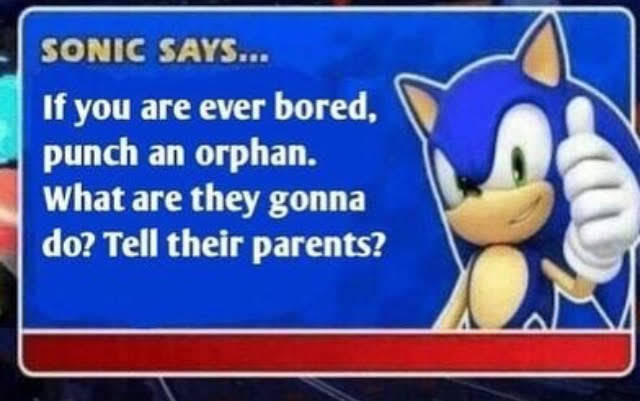 SONIC SAYS...
If you are ever bored,
punch an orphan.
What are they gonna
do? Tell their parents?